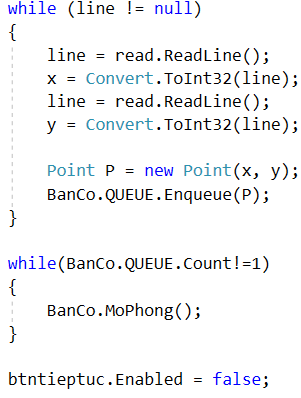 while (line != null)
{
line = read.ReadLine();
x = Convert.ToInt32(line);
line = read.ReadLine();
y = Convert.ToInt32(line);
Point P = new Point(x, y);
BanCo.QUEUE.Enqueue(P);
}
while(BanCo.QUEUE.Count!=1)
{
BanCo.MoPhong();
}
btntieptuc.Enabled = false;